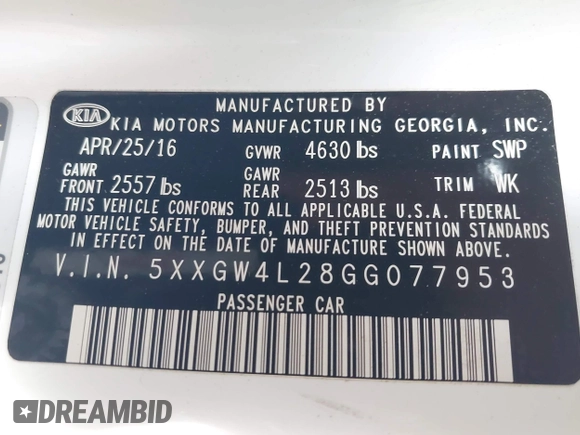 MANUFACTURED BY
KIA KIA MOTORS MANUFACTURING GEORGIA, INC.
APR/25/16 GVWR 4630 lbs PAINT SWP
GAWR FRONT 2557 lbs GAWR REAR 2513 lbs TRIM WK
THIS VEHICLE CONFORMS TO ALL APPLICABLE U.S.A. FEDERAL
MOTOR VEHICLE SAFETY, BUMPER, AND THEFT PREVENTION STANDARDS
IN EFFECT ON THE DATE OF MANUFACTURE SHOWN ABOVE
V.I.N. 5XXGW4L28GG077953
PASSENGER CAR
DREAMBID